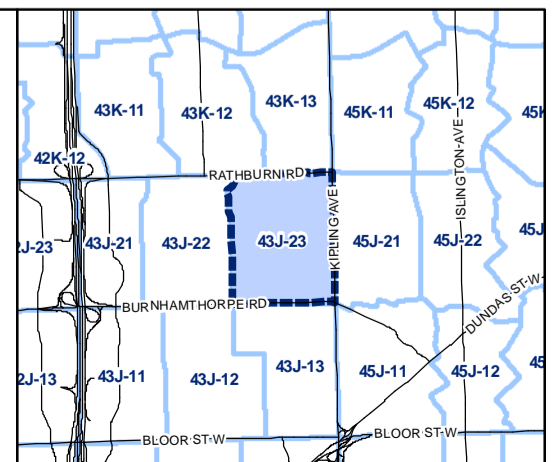 43K-11
43K-12
43K-13
45K-11
45K-12
45K
42K-12
RATHBURN RD
ISLINGTON AVE
KIPLING AVE
2J-23
43J-21
43J-22
43J-23
45J-21
45J-22
45J
BURNHAMTHORPE RD
DUNDAS ST W
2J-13
43J-11
43J-12
43J-13
45J-11
45J-12
45
BLOOR ST W
BLOOR ST W